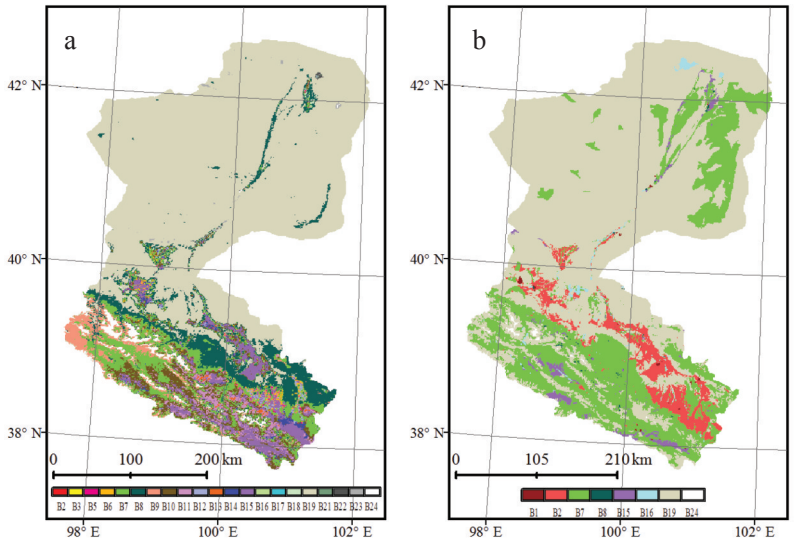 a
42° N
40° N
38° N
0 100 200 km
B2 B3 B5 B6 B7 B8 B9 B10 B11 B12 B13 B14 B15 B16 B17 B18 B19 B21 B22 B23 B24
98° E 100° E 102° E
b
42° N
40° N
38° N
0 105 210 km
B1 B2 B7 B8 B15 B16 B19 B24
98° E 100° E 102° E